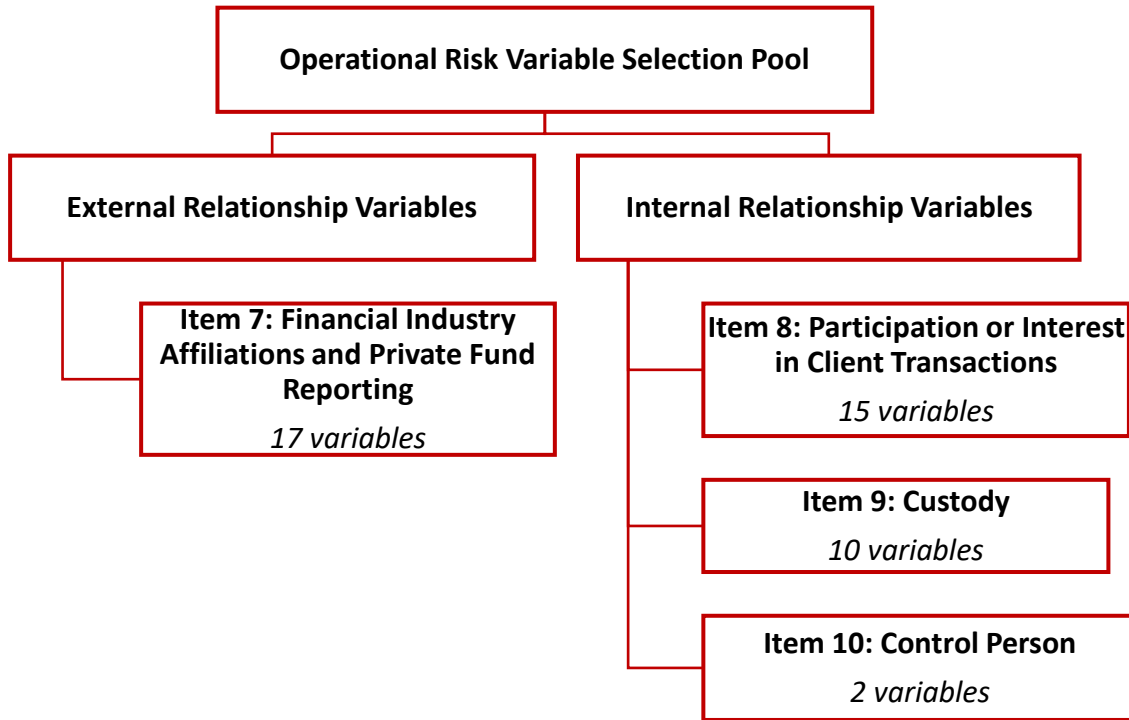 Operational Risk Variable Selection Pool
External Relationship Variables
Internal Relationship Variables
Item 7: Financial Industry
Affiliations and Private Fund
Reporting
17 variables
Item 8: Participation or Interest
in Client Transactions
15 variables
Item 9: Custody
10 variables
Item 10: Control Person
2 variables